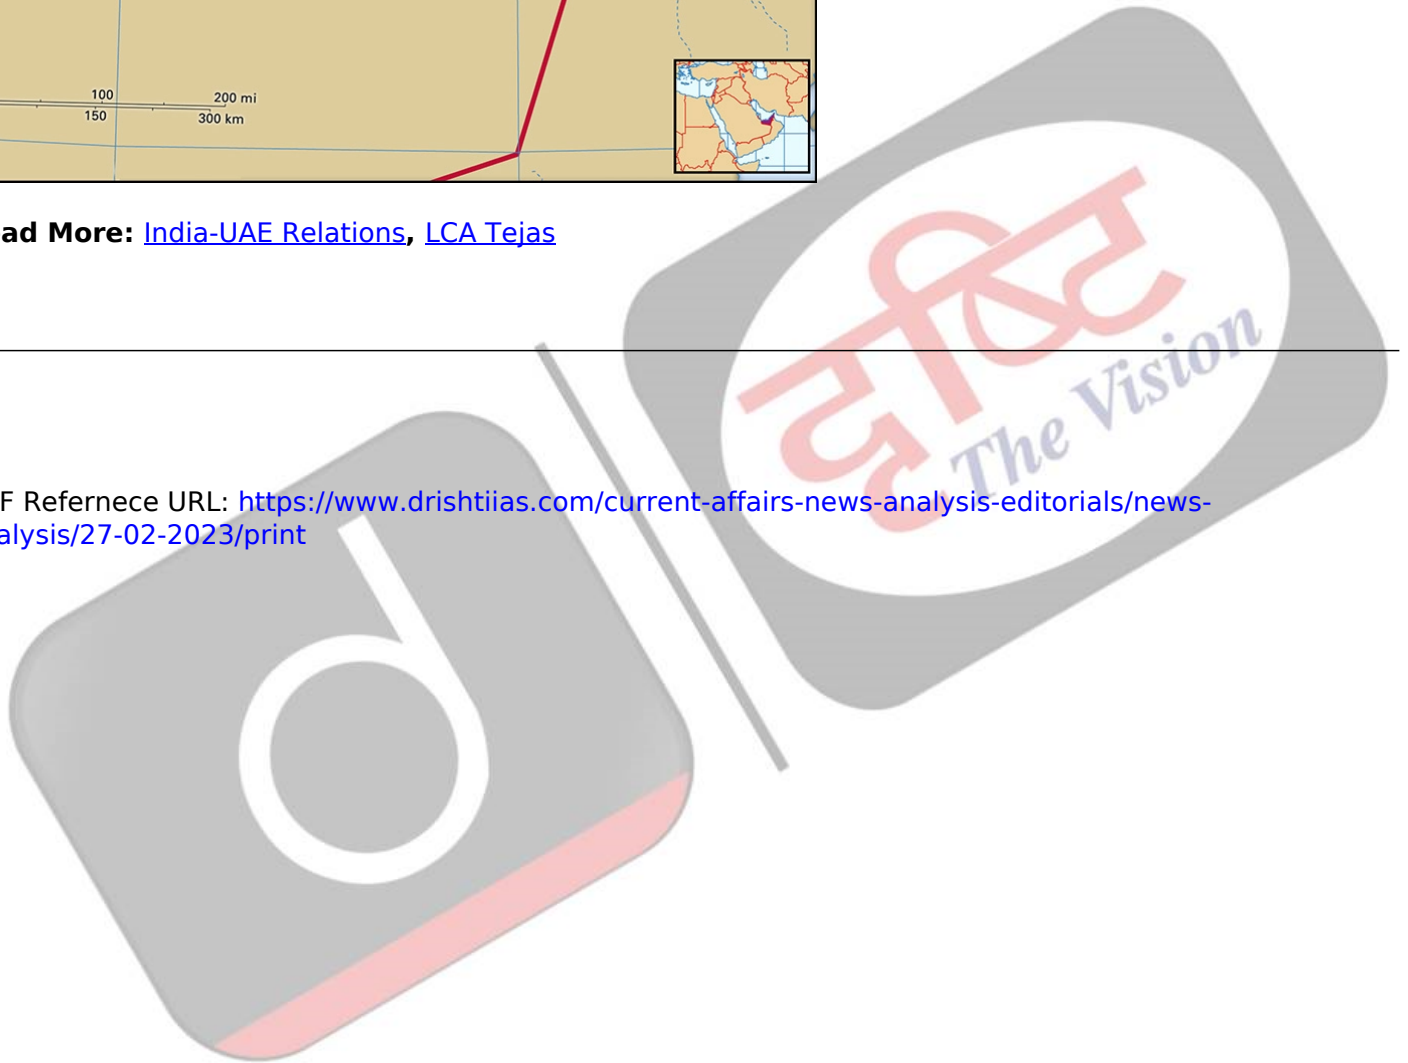 100
200 mi
150
300 km
ad More: India-UAE Relations, LCA Tejas
दृष्टि
The Vision
F Refernece URL: https://www.drishtiias.com/current-affairs-news-analysis-editorials/news-
alysis/27-02-2023/print
d